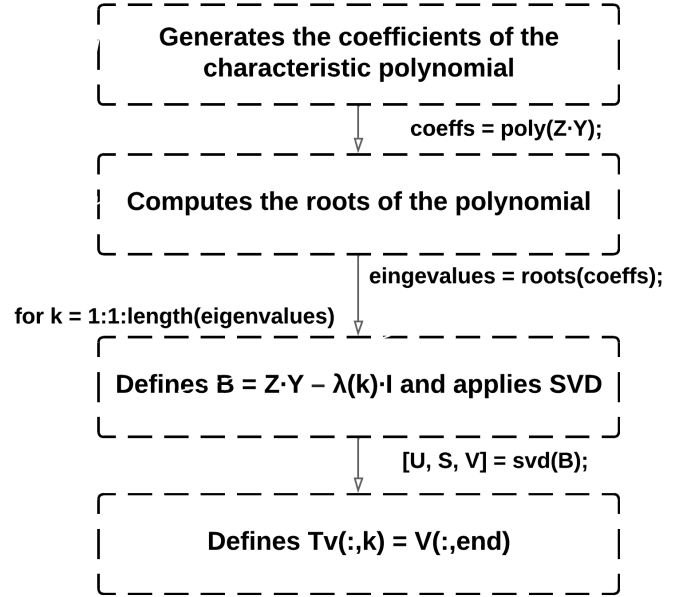 Generates the coefficients of the
characteristic polynomial
coeffs = poly(Z·Y);
Computes the roots of the polynomial
eingevalues = roots(coeffs);
for k = 1:1:length(eigenvalues)
Defines B = Z·Y – λ(k)·I and applies SVD
[U, S, V] = svd(B);
Defines Tv(:,k) = V(:,end)